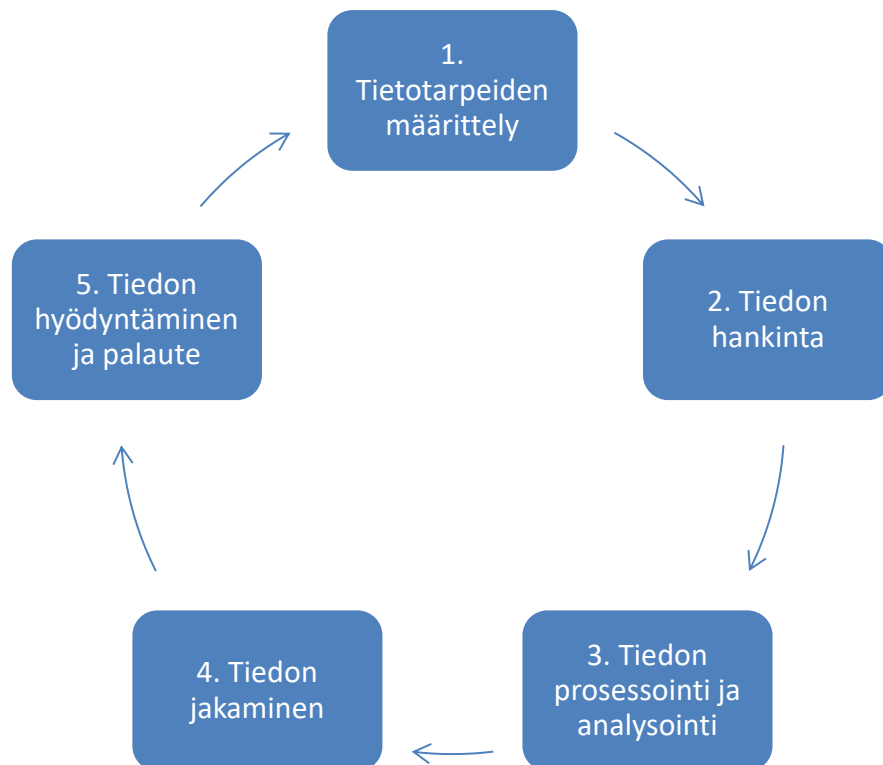 1.
Tietotarpeiden
määrittely
2. Tiedon
hankinta
3. Tiedon
prosessointi ja
analysointi
4. Tiedon
jakaminen
5. Tiedon
hyödyntäminen
ja palaute